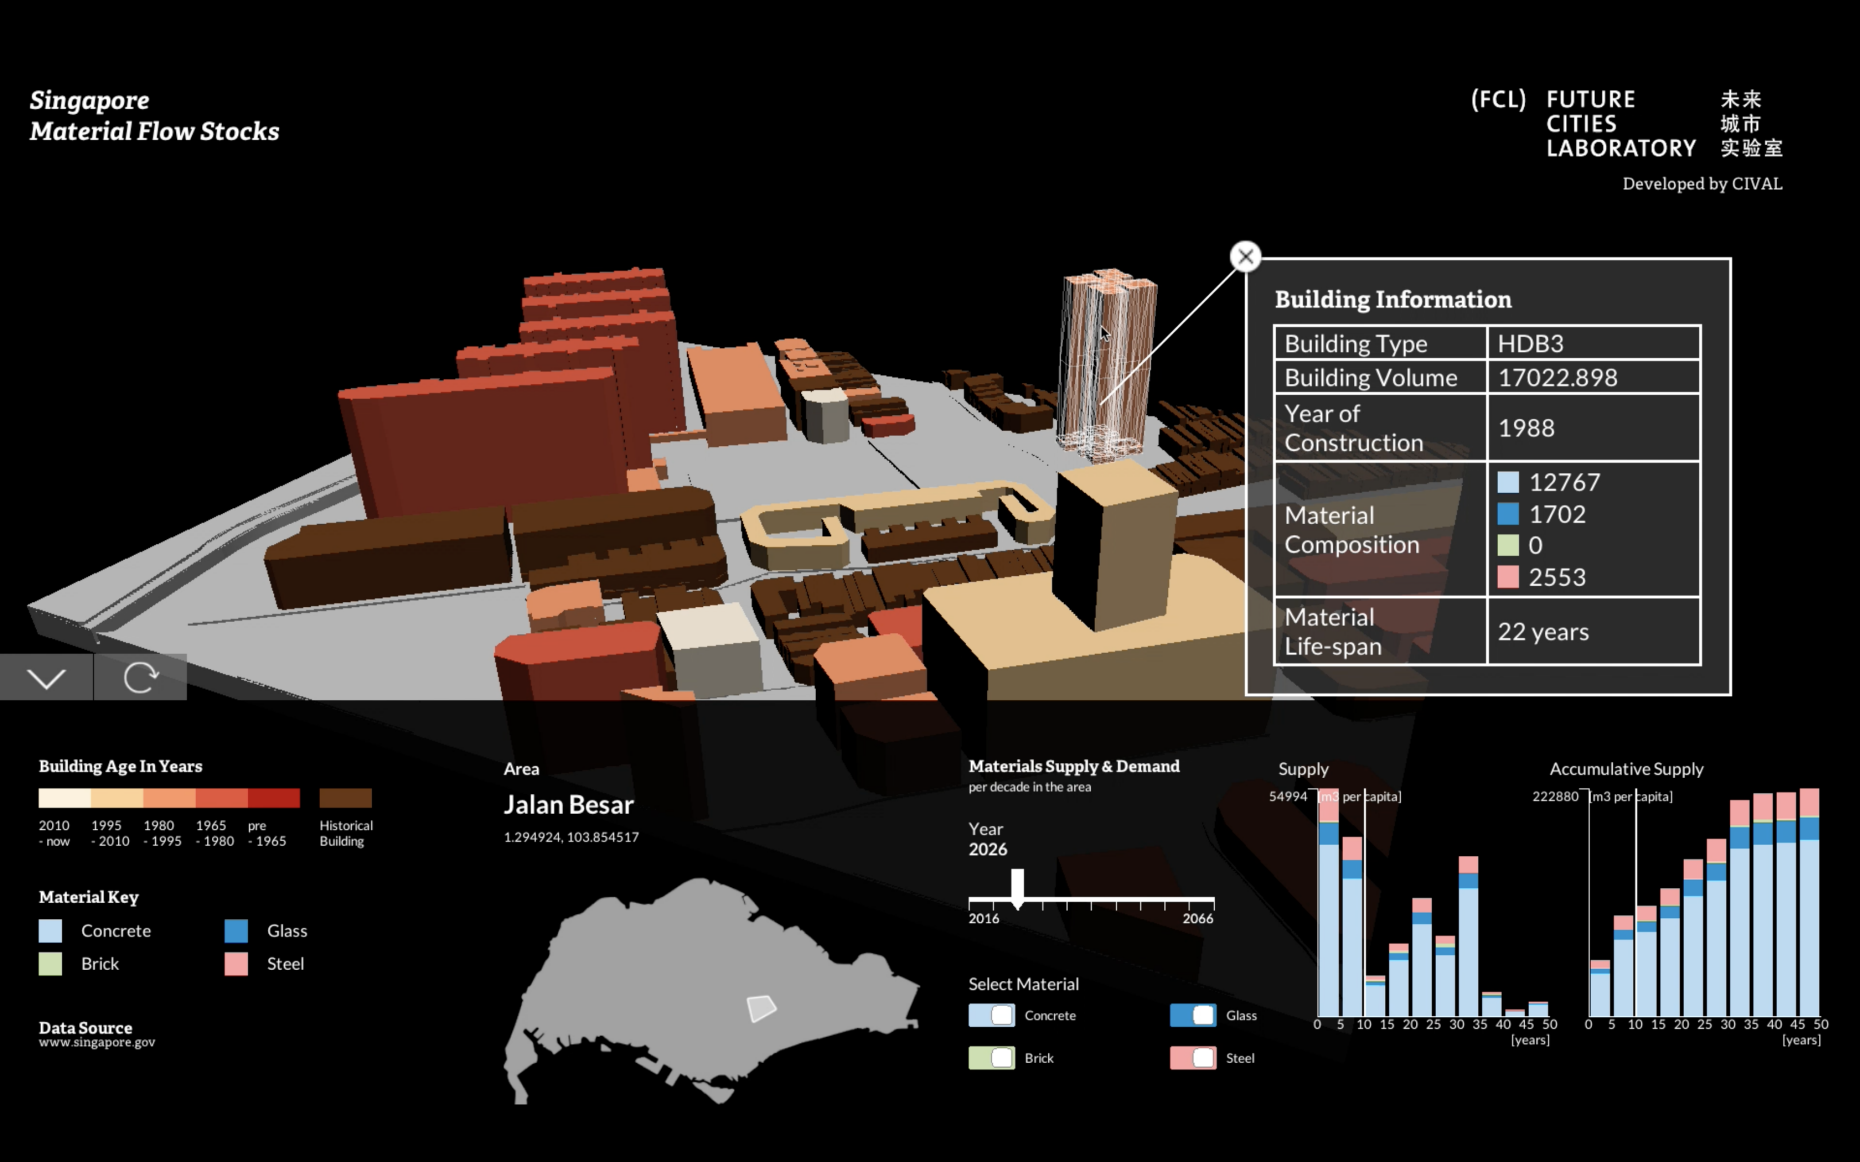 Singapore
Material Flow Stocks
(FCL) FUTURE 未来
CITIES 城市
LABORATORY 实验室
Developed by CIVAL
Building Information
Building Type HDB3
Building Volume 17022.898
Year of
Construction
1988
Material
Composition
12767
1702
0
2553
Material
Life-span
22 years
Building Age In Years
2010
- now
1995
- 2010
1980
- 1995
1965
- 1980
pre
- 1965
Historical
Building
Material Key
Concrete Glass
Brick Steel
Data Source
www.singapore.gov
Area
Jalan Besar
1.294924, 103.854517
Materials Supply & Demand
per decade in the area
Year
2026
2016 2066
Select Material
Concrete Glass
Brick Steel
Supply
54994 [m3 per capita]
0 5 10 15 20 25 30 35 40 45 50
[years]
Accumulative Supply
222880 [m3 per capita]
0 5 10 15 20 25 30 35 40 45 50
[years]